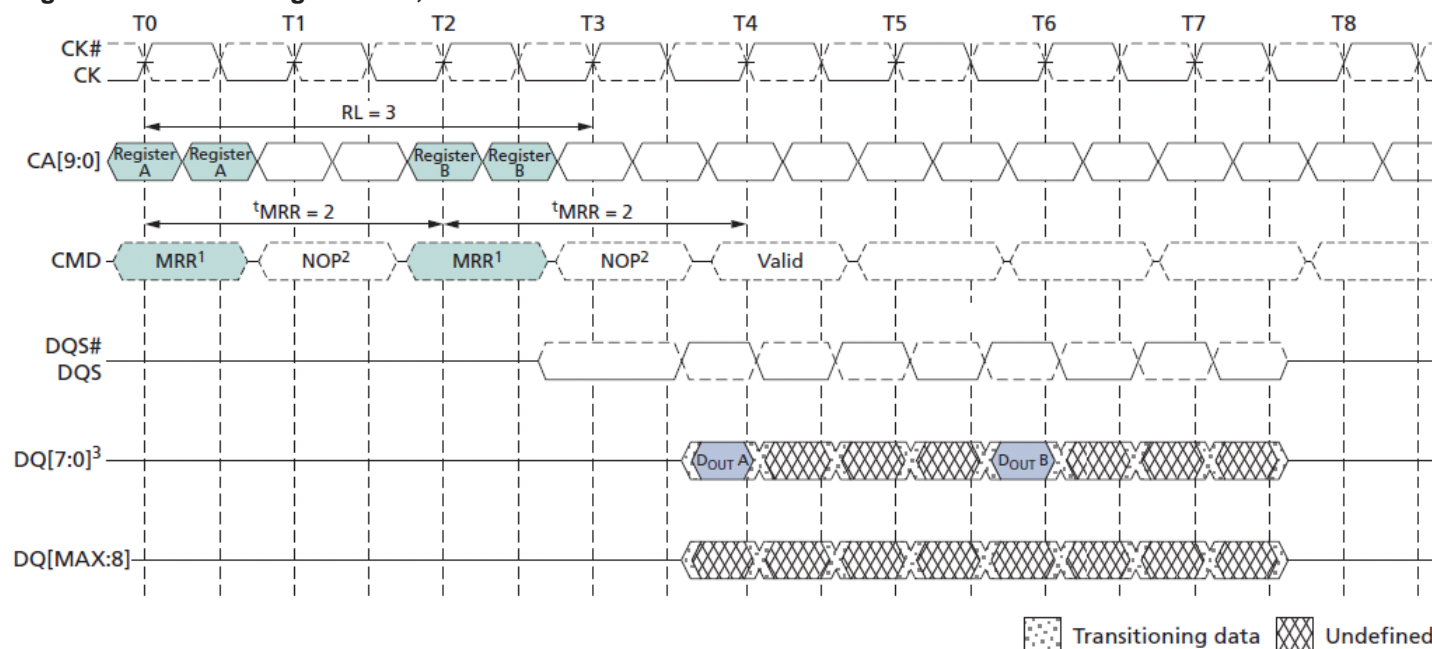 T0 T1 T2 T3 T4 T5 T6 T7 T8
CK#
CK
RL = 3
CA[9:0] Register A Register A Register B Register B
tMRR = 2 tMRR = 2
CMD MRR1 NOP2 MRR1 NOP2 Valid
DQS#
DQS
DQ[7:0]3 DOUT A DOUT B
DQ[MAX:8]
Transitioning data Undefined